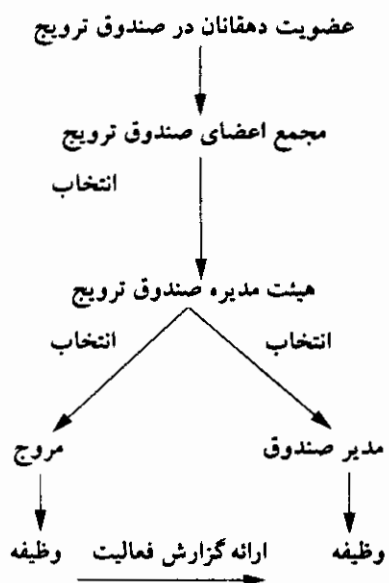 عضویت دهقانان در صندوق ترویج
مجمع اعضای صندوق ترویج
انتخاب
هیئت مدیره صندوق ترویج
انتخاب انتخاب
مدیر صندوق مروج
وظیفه ارائه گزارش فعالیت وظیفه